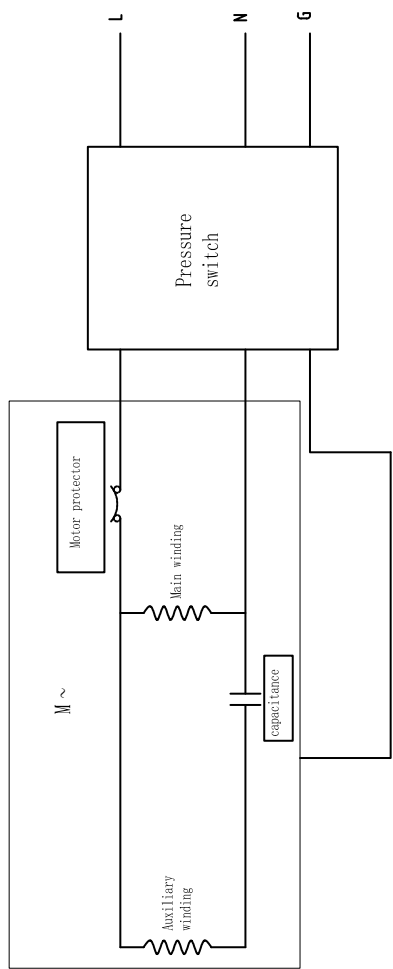 L
N
G
Pressure
switch
Motor protector
Main winding
M ~
capacitance
Auxiliary
winding